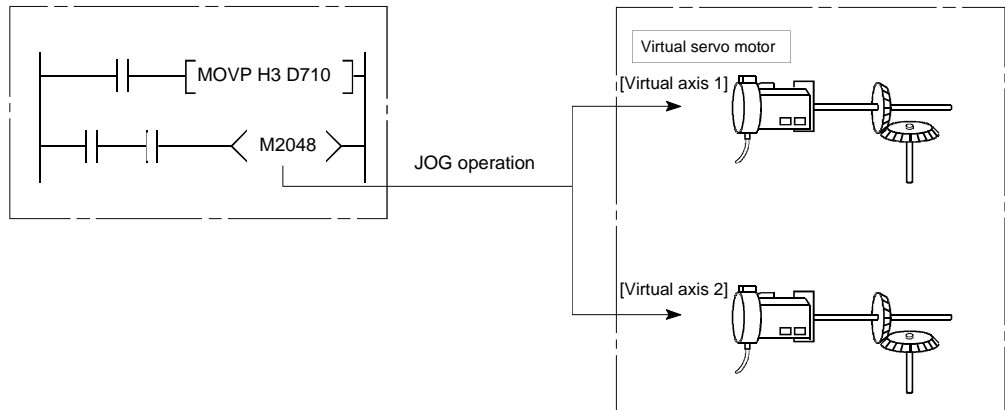 MOVP H3 D710
M2048
JOG operation
Virtual servo motor
[Virtual axis 1]
[Virtual axis 2]